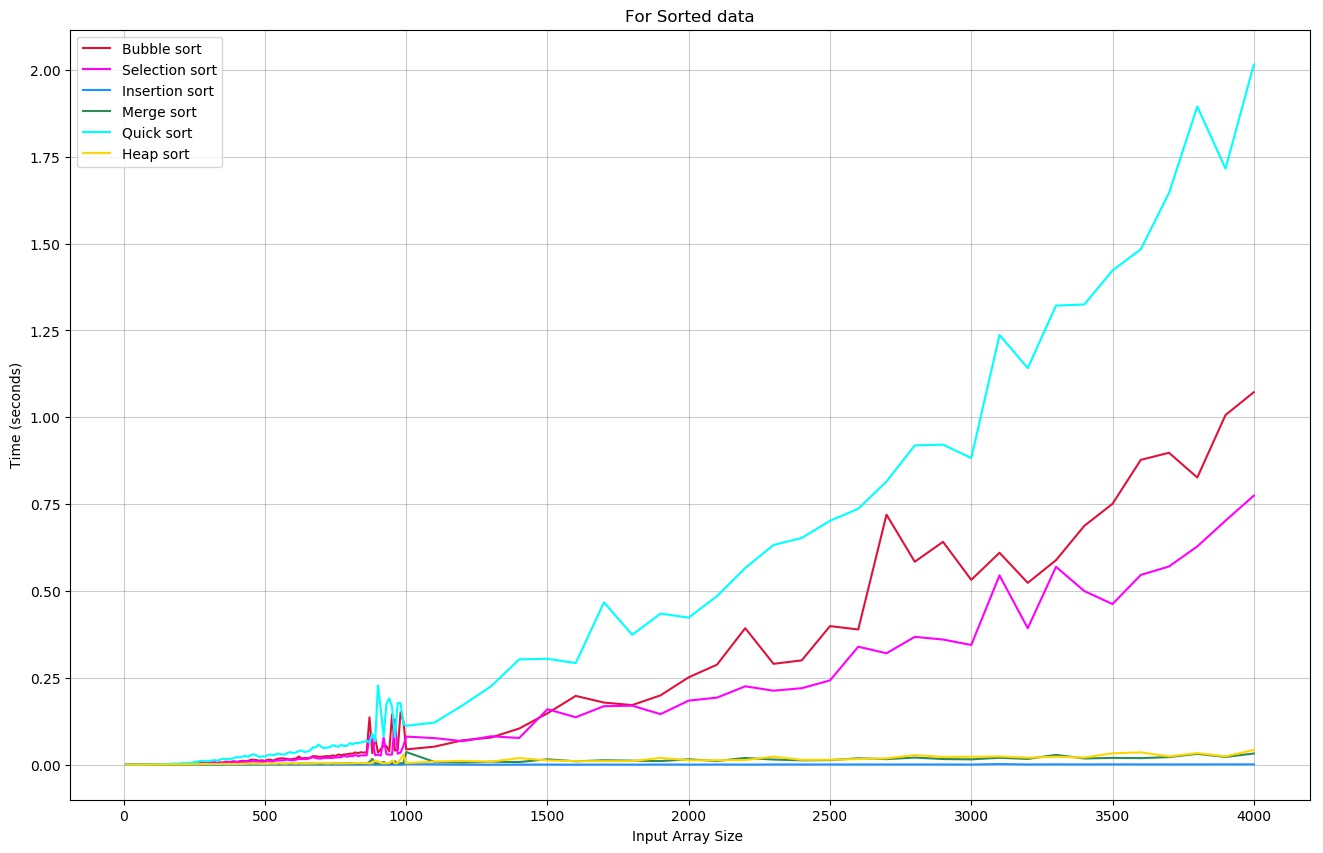 For Sorted data
Bubble sort
Selection sort
Insertion sort
Merge sort
Quick sort
Heap sort
2.00
1.75
1.50
1.25
1.00
0.75
0.50
0.25
0.00
Time (seconds)
0 500 1000 1500 2000 2500 3000 3500 4000
Input Array Size